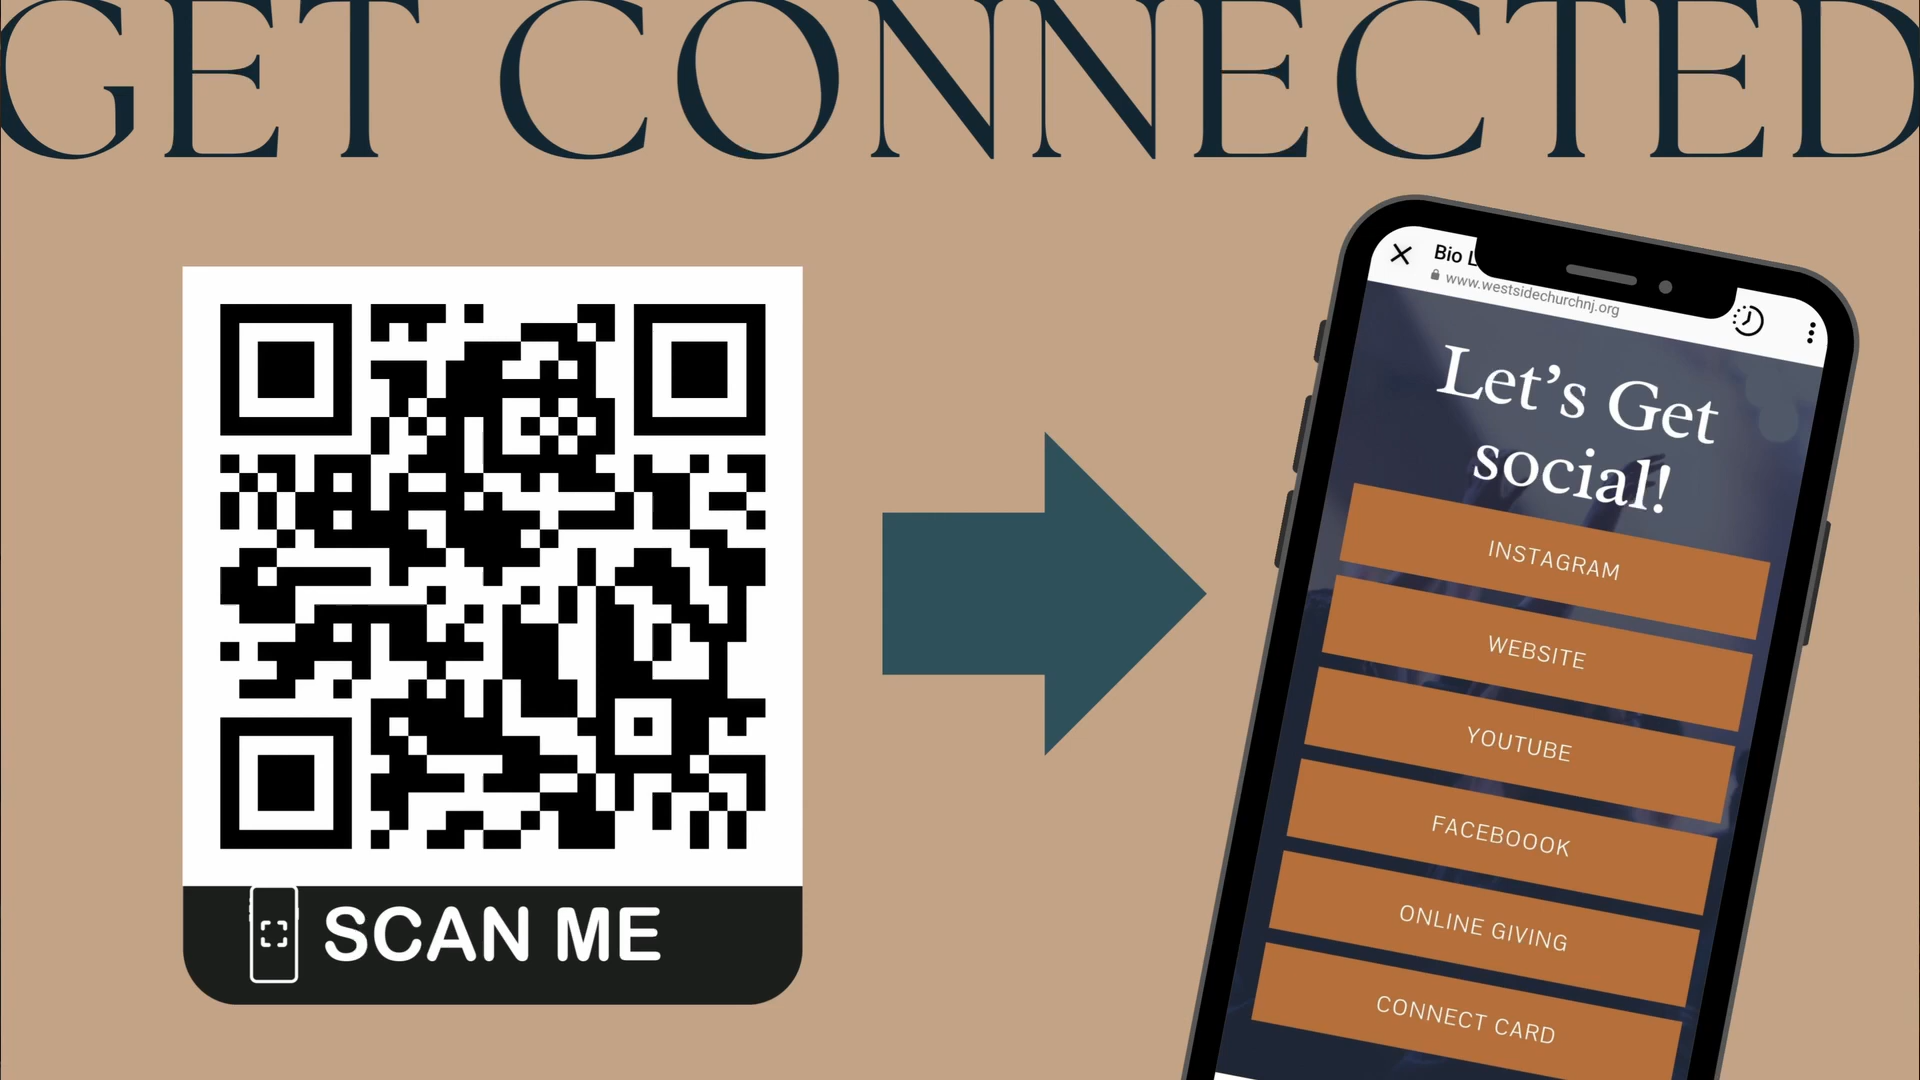 GET CONNECTED
Bio L
www.westsidechurchnj.org
Let's Get
social!
INSTAGRAM
WEBSITE
YOUTUBE
FACEBOOOK
ONLINE GIVING
CONNECT CARD
SCAN ME